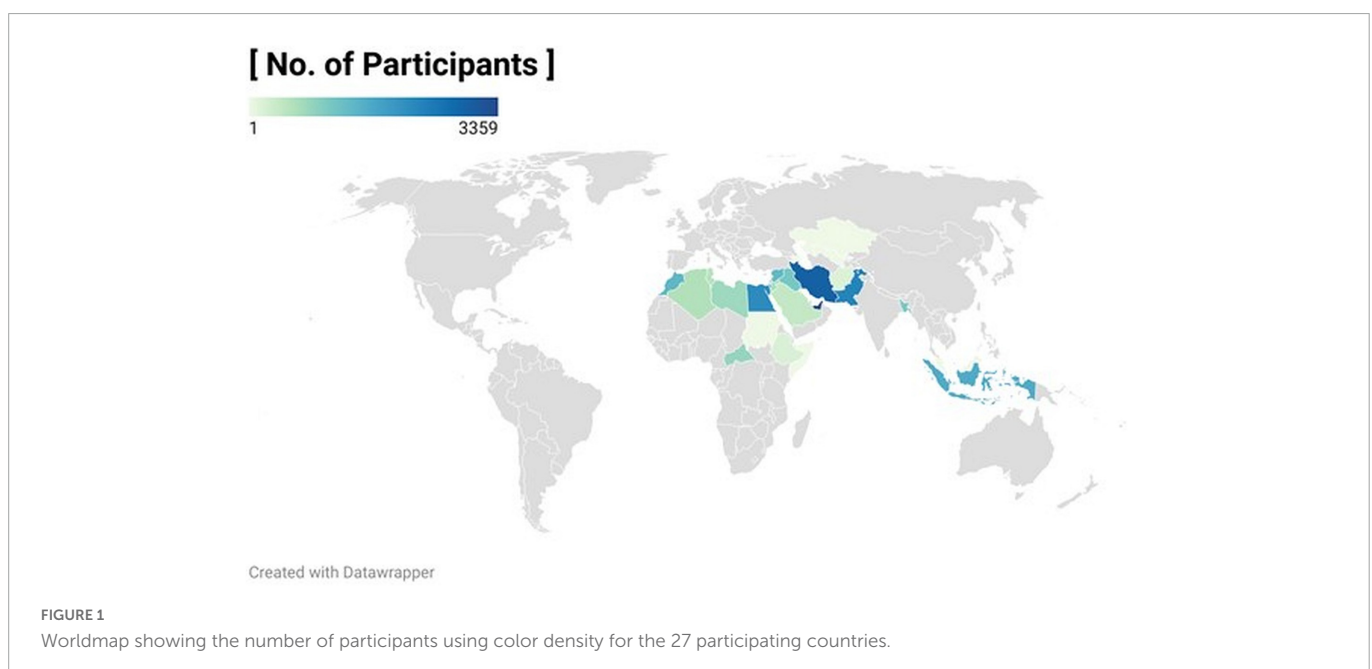 [ No. of Participants ]
1 3359
Created with Datawrapper
FIGURE 1
Worldmap showing the number of participants using color density for the 27 participating countries.